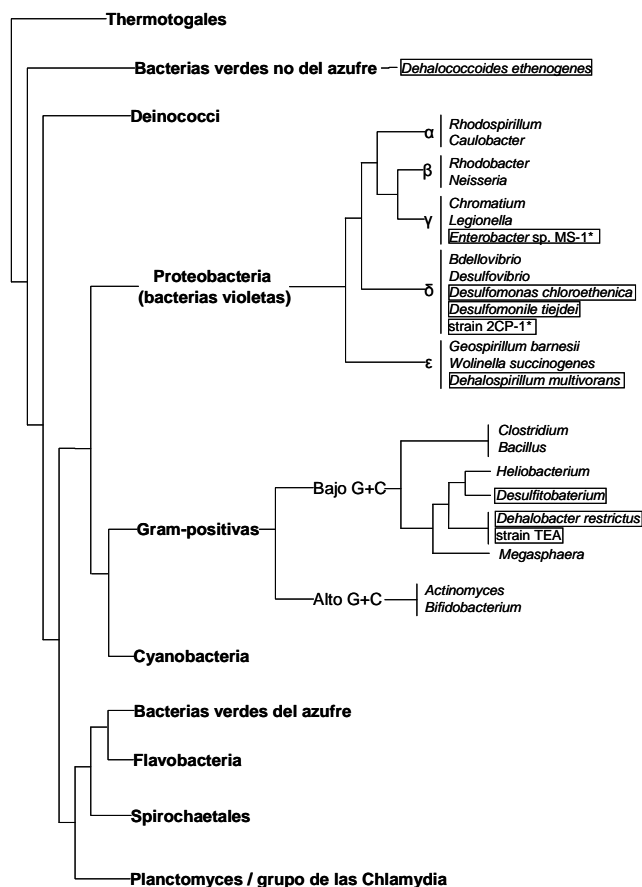 Thermotogales
Bacterias verdes no del azufre
Dehalococcoides ethenogenes
Deinococci
Proteobacteria
(bacterias violetas)
α
Rhodospirillum
Caulobacter
β
Rhodobacter
Neisseria
γ
Chromatium
Legionella
Enterobacter sp. MS-1*
δ
Bdellovibrio
Desulfovibrio
Desulfomonas chloroethenica
Desulfomonile tiejdei
strain 2CP-1*
ε
Geospirillum barnesii
Wolinella succinogenes
Dehalospirillum multivorans
Gram-positivas
Bajo G+C
Clostridium
Bacillus
Heliobacterium
Desulfitobaterium
Dehalobacter restrictus
strain TEA
Megasphaera
Alto G+C
Actinomyces
Bifidobacterium
Cyanobacteria
Bacterias verdes del azufre
Flavobacteria
Spirochaetales
Planctomyces / grupo de las Chlamydia